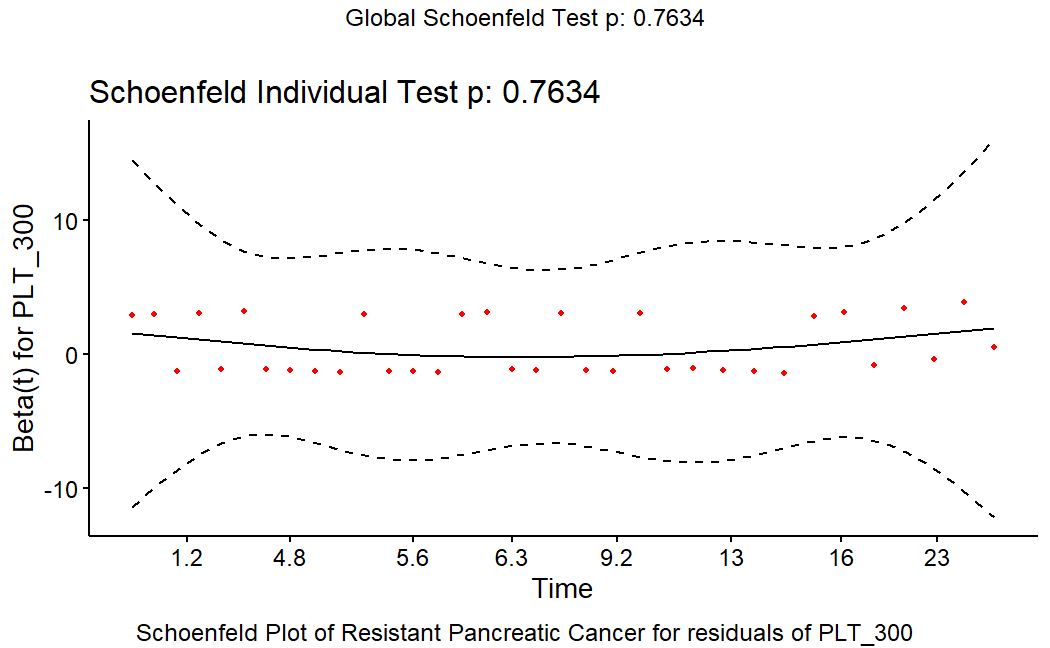 Global Schoenfeld Test p: 0.7634
Schoenfeld Individual Test p: 0.7634
Beta(t) for PLT_300
10
0
-10
1.2 4.8 5.6 6.3 9.2 13 16 23
Time
Schoenfeld Plot of Resistant Pancreatic Cancer for residuals of PLT_300